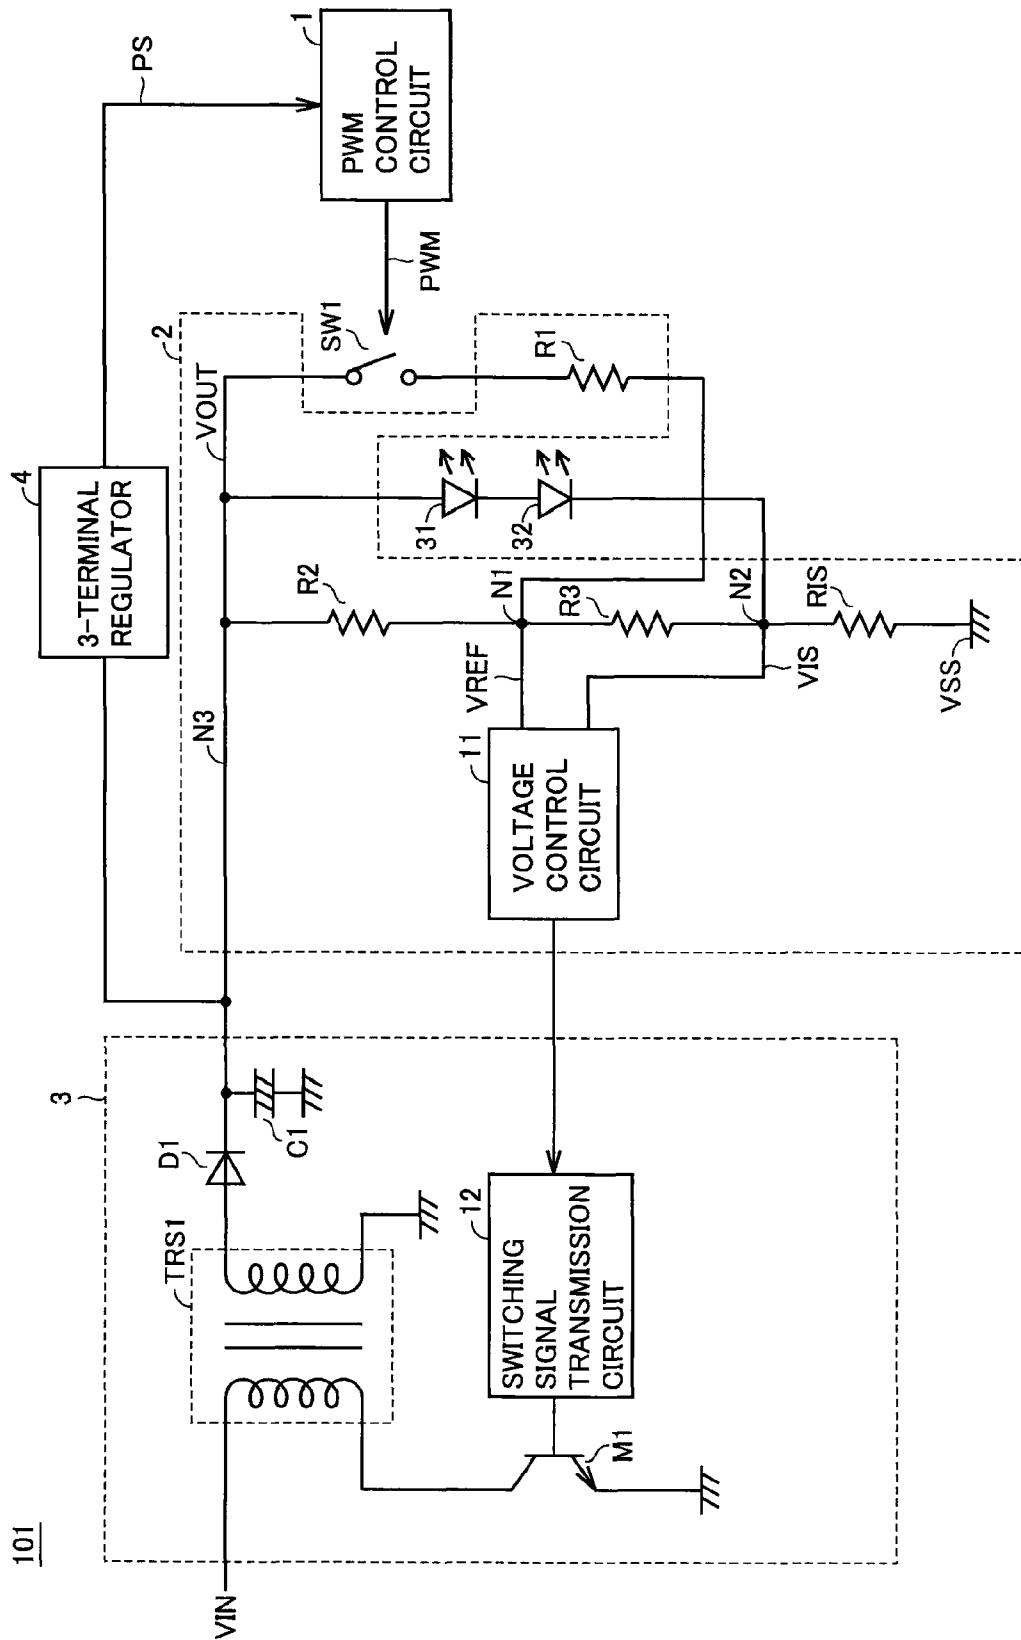 101
VIN
3
TRS1
D1
C1
12
SWITCHING
SIGNAL
TRANSMISSION
CIRCUIT
M1
4
3-TERMINAL
REGULATOR
PS
1
PWM
CONTROL
CIRCUIT
PWM
2
N3
VOUT
SW1
R1
31
32
R2
N1
R3
N2
RIS
VREF
VIS
VSS
11
VOLTAGE
CONTROL
CIRCUIT